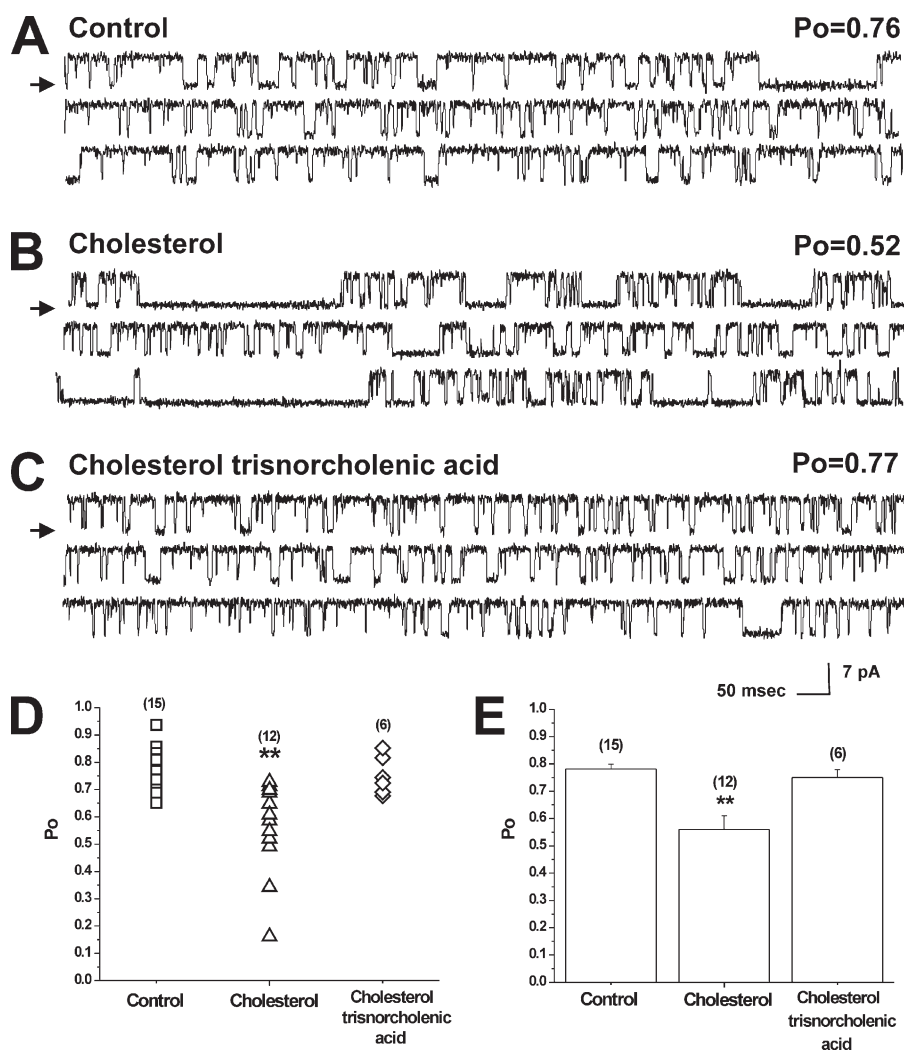 A Control Po=0.76
B Cholesterol Po=0.52
C Cholesterol trisnorcholenic acid Po=0.77
7 pA
50 msec
D
Po
1.0
0.9
0.8
0.7
0.6
0.5
0.4
0.3
0.2
0.1
0.0
(15)
(12)
**
(6)
Control
Cholesterol
Cholesterol
trisnorcholenic
acid
E
Po
1.0
0.9
0.8
0.7
0.6
0.5
0.4
0.3
0.2
0.1
0.0
(15)
(12)
**
(6)
Control
Cholesterol
Cholesterol
trisnorcholenic
acid